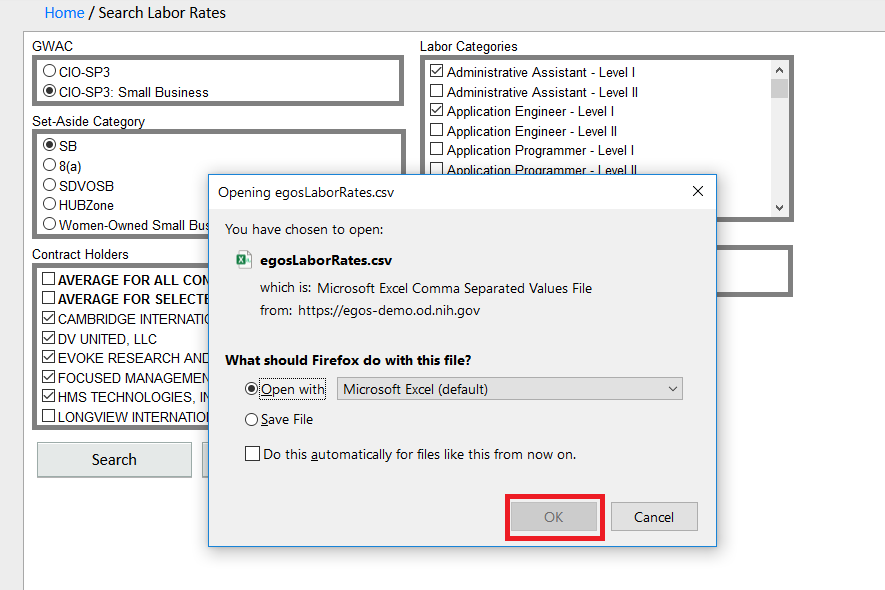 Home / Search Labor Rates
GWAC
CIO-SP3
CIO-SP3: Small Business
Set-Aside Category
SB
8(a)
SDVOSB
HUBZone
Women-Owned Small Bus
Contract Holders
AVERAGE FOR ALL CON
AVERAGE FOR SELECTE
CAMBRIDGE INTERNATIO
DV UNITED, LLC
EVOKE RESEARCH AND
FOCUSED MANAGEMEN
HMS TECHNOLOGIES, IN
LONGVIEW INTERNATION
Search
Labor Categories
Administrative Assistant - Level I
Administrative Assistant - Level II
Application Engineer - Level I
Application Engineer - Level II
Application Programmer - Level I
Application Programmer - Level II
Opening egosLaborRates.csv
You have chosen to open:
egosLaborRates.csv
which is: Microsoft Excel Comma Separated Values File
from: https://egos-demo.od.nih.gov
What should Firefox do with this file?
Open with Microsoft Excel (default)
Save File
Do this automatically for files like this from now on.
OK Cancel